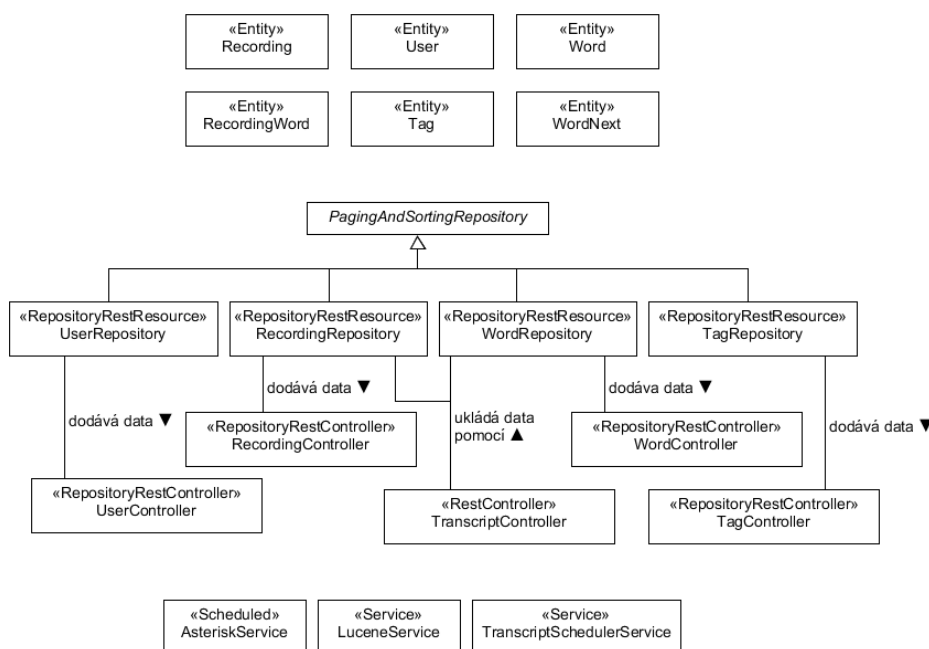 «Entity»
Recording
«Entity»
User
«Entity»
Word
«Entity»
RecordingWord
«Entity»
Tag
«Entity»
WordNext
PagingAndSortingRepository
«RepositoryRestResource»
UserRepository
«RepositoryRestResource»
RecordingRepository
«RepositoryRestResource»
WordRepository
«RepositoryRestResource»
TagRepository
dodává data ▼
dodáva data ▼
dodává data ▼
ukládá data
pomocí ▲
dodává data ▼
«RepositoryRestController»
RecordingController
«RepositoryRestController»
WordController
«RepositoryRestController»
UserController
«RestController»
TranscriptController
«RepositoryRestController»
TagController
«Scheduled»
AsteriskService
«Service»
LuceneService
«Service»
TranscriptSchedulerService